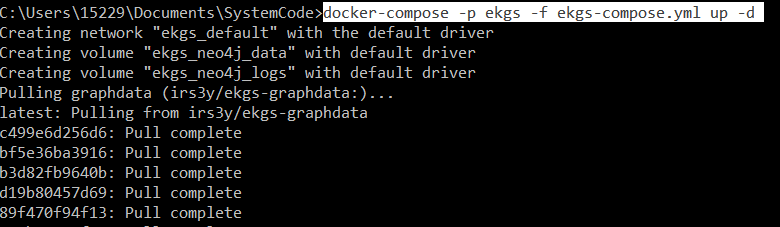 C:\Users\15229\Documents\SystemCode>docker-compose -p ekgs -f ekgs-compose.yml up -d
Creating network "ekgs_default" with the default driver
Creating volume "ekgs_neo4j_data" with default driver
Creating volume "ekgs_neo4j_logs" with default driver
Pulling graphdata (irs3y/ekgs-graphdata:)...
latest: Pulling from irs3y/ekgs-graphdata
c499e6d256d6: Pull complete
bf5e36ba3916: Pull complete
b3d82fb9640b: Pull complete
d19b80457d69: Pull complete
89f470f94f13: Pull complete